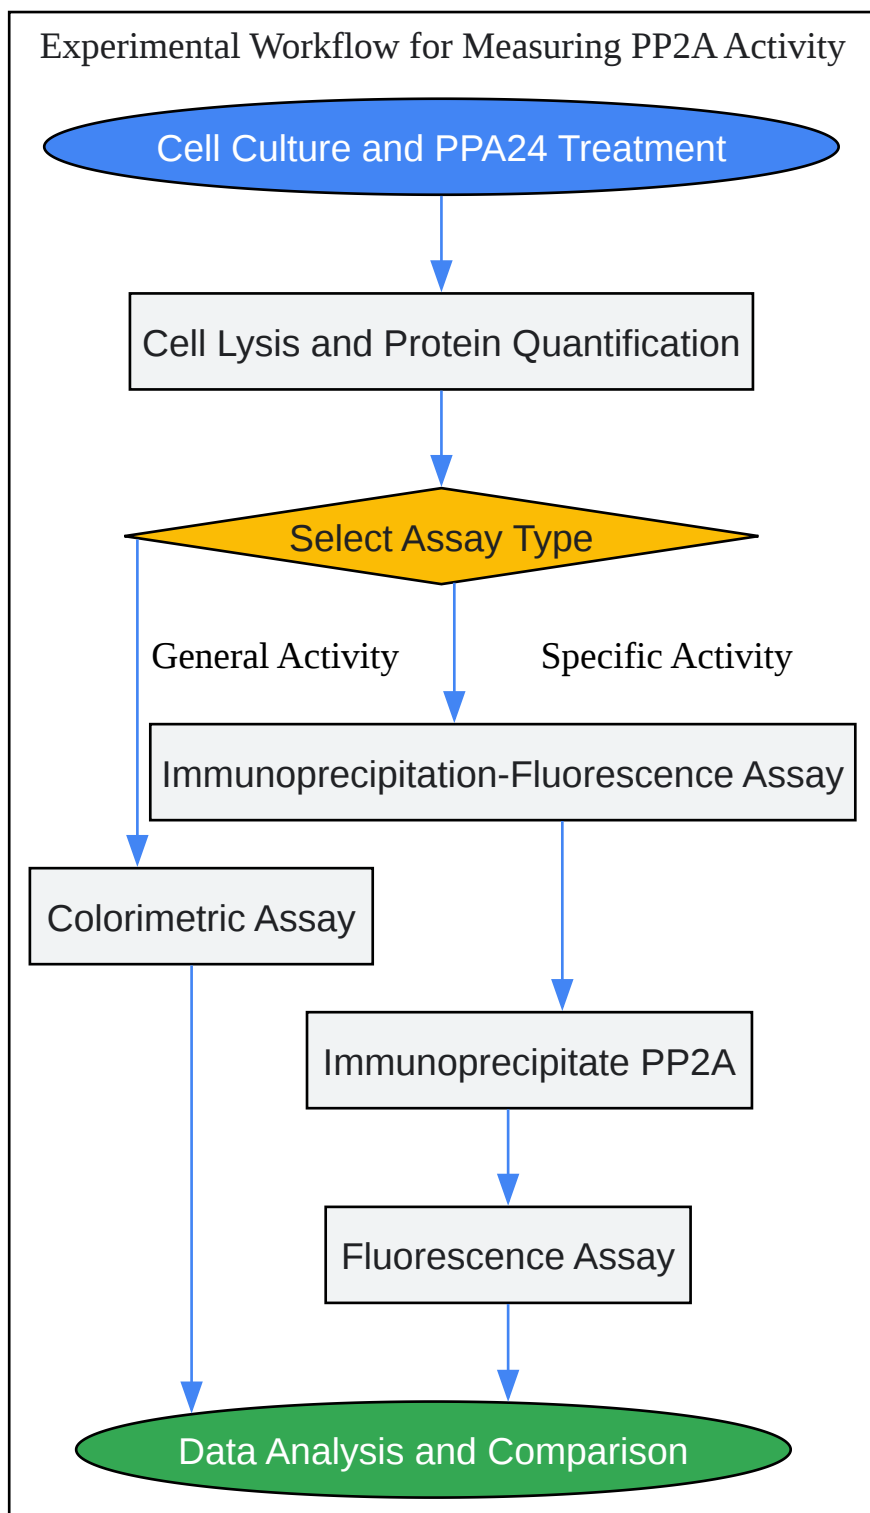 Experimental Workflow for Measuring PP2A Activity
Cell Culture and PPA24 Treatment
Cell Lysis and Protein Quantification
Select Assay Type
General Activity
Specific Activity
Immunoprecipitation-Fluorescence Assay
Colorimetric Assay
Immunoprecipitate PP2A
Fluorescence Assay
Data Analysis and Comparison